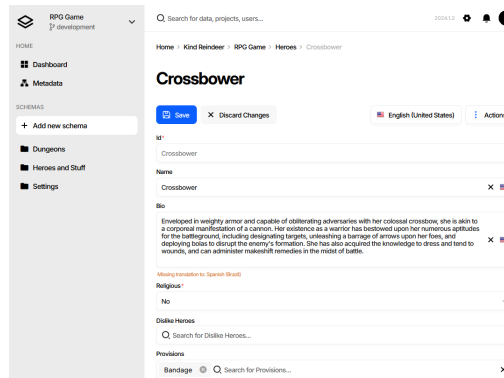 RPG Game
development
Search for data, projects, users...
2024.1.2
HOME
Home > Kind Reindeer > RPG Game > Heroes > Crossbower
Dashboard
Metadata
Crossbower
SCHEMAS
Save
Discard Changes
English (United States)
Actions
+ Add new schema
Id*
Crossbower
Dungeons
Heroes and Stuff
Settings
Name
Crossbower
Bio
Enveloped in weighty armor and capable of obliterating adversaries with her colossal crossbow, she is akin to
a corporeal manifestation of a cannon. Her existence as a warrior has bestowed upon her numerous aptitudes
for the battleground, including designating targets, unleashing a barrage of arrows upon her foes, and
deploying bolas to disrupt the enemy's formation. She has also acquired the knowledge to dress and tend to
wounds, and can administer makeshift remedies in the midst of battle.
Missing translation to: Spanish (Brazil)
Religious*
No
Dislike Heroes
Search for Dislike Heroes...
Provisions
Bandage
Search for Provisions...